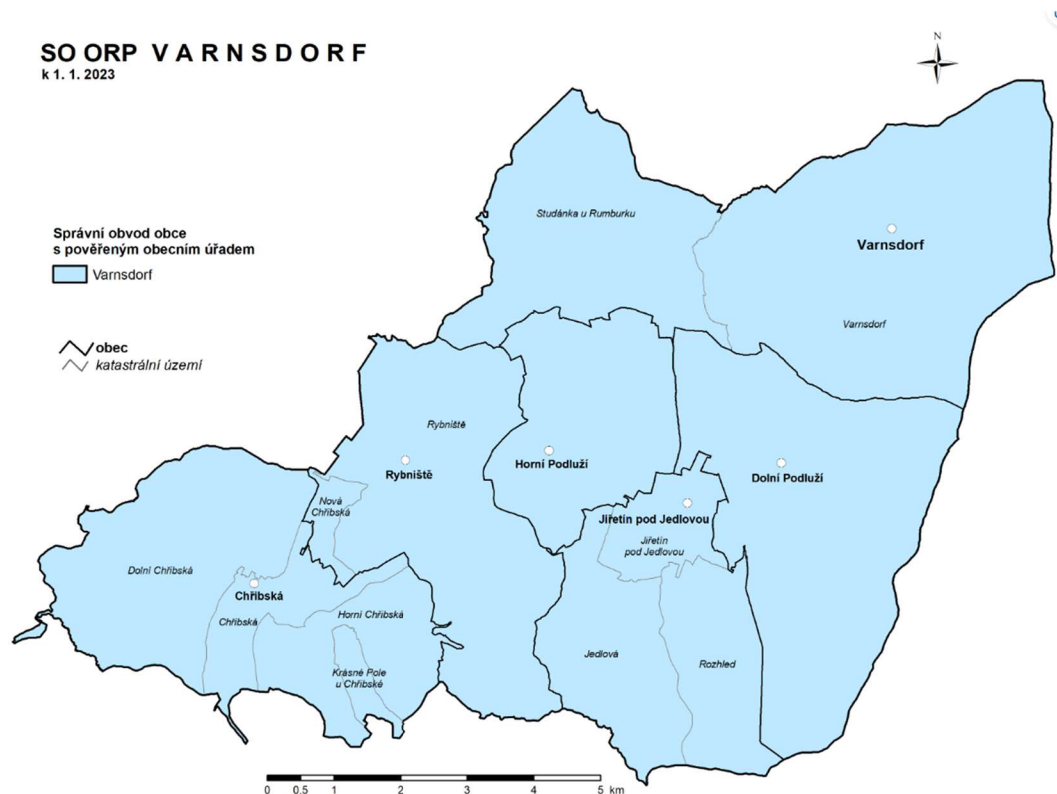 SO ORP V A R N S D O R F
k 1. 1. 2023
N
Správní obvod obce
s pověřeným obecním úřadem
Varnsdorf
obec
katastrální území
Studánka u Rumburku
Varnsdorf
Varnsdorf
Rybniště
Rybniště
Horní Podluží
Dolní Podluží
Nová
Chřibská
Jiřetín pod Jedlovou
Jiřetín
pod Jedlovou
Dolní Chřibská
Chřibská
Chřibská
Horní Chřibská
Krásné Pole
u Chřibské
Jedlová
Rozhled
0 0.5 1 2 3 4 5 km